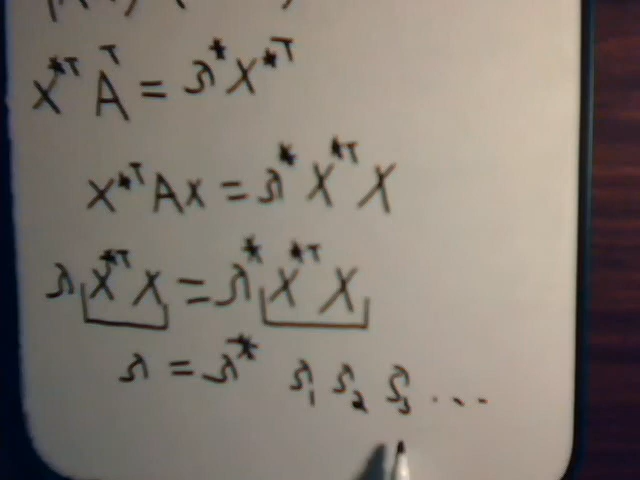 X*ᵀ Aᵀ = λ* X*ᵀ
X*ᵀ A X = λ* X*ᵀ X
λ X*ᵀ X = λ* X*ᵀ X
λ = λ* λ₁ λ₂ λ₃ ...